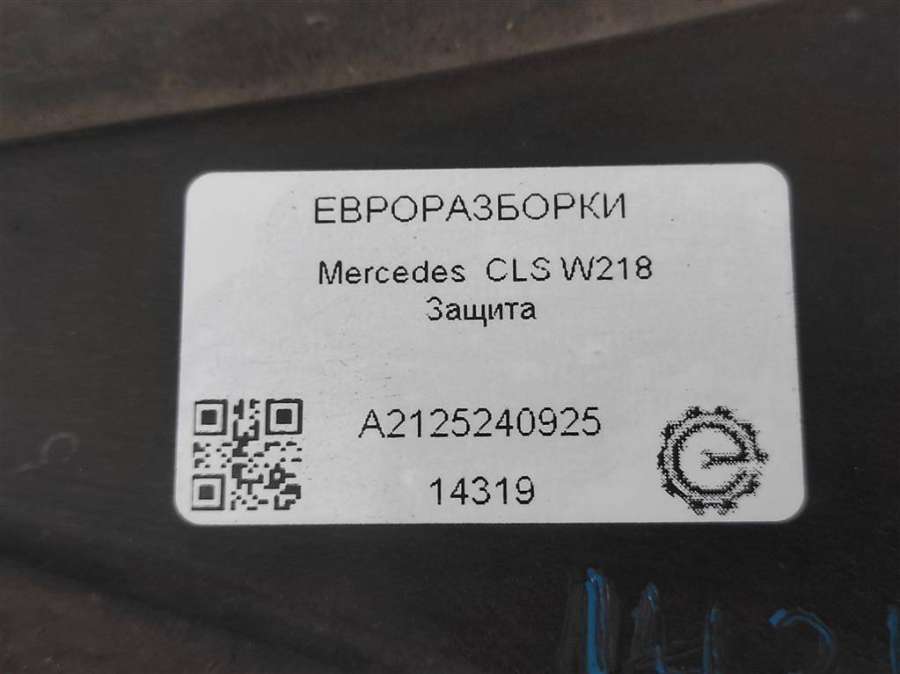 ЕВРОРАЗБОРКИ
Mercedes CLS W218
Защита
A2125240925
14319